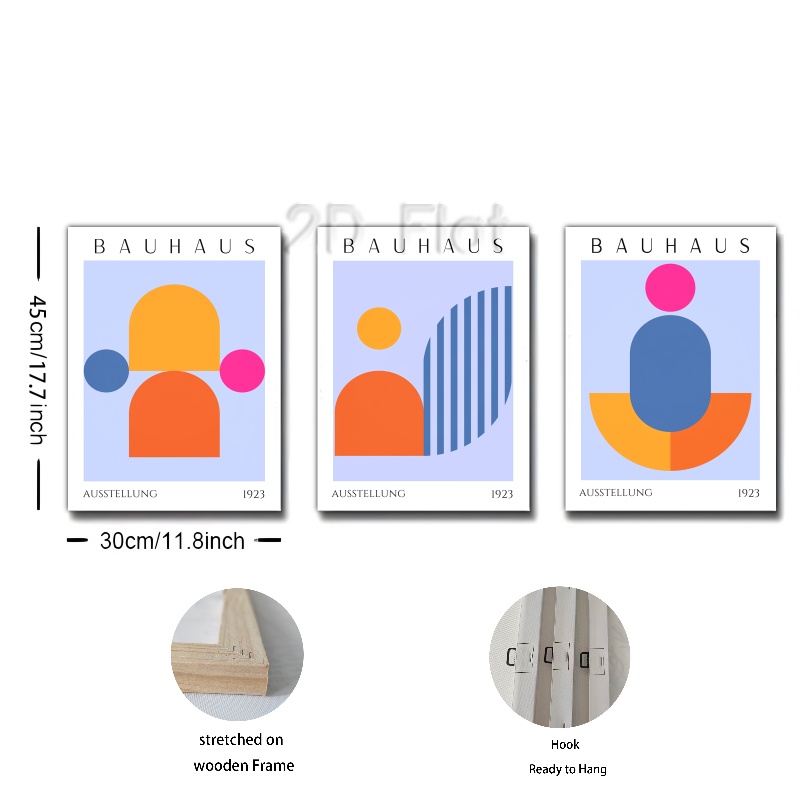 2D Flat
BAUHAUS
BAUHAUS
BAUHAUS
45cm/17.7inch
AUSSTELLUNG 1923
AUSSTELLUNG 1923
AUSSTELLUNG 1923
30cm/11.8inch
stretched on
wooden Frame
Hook
Ready to Hang